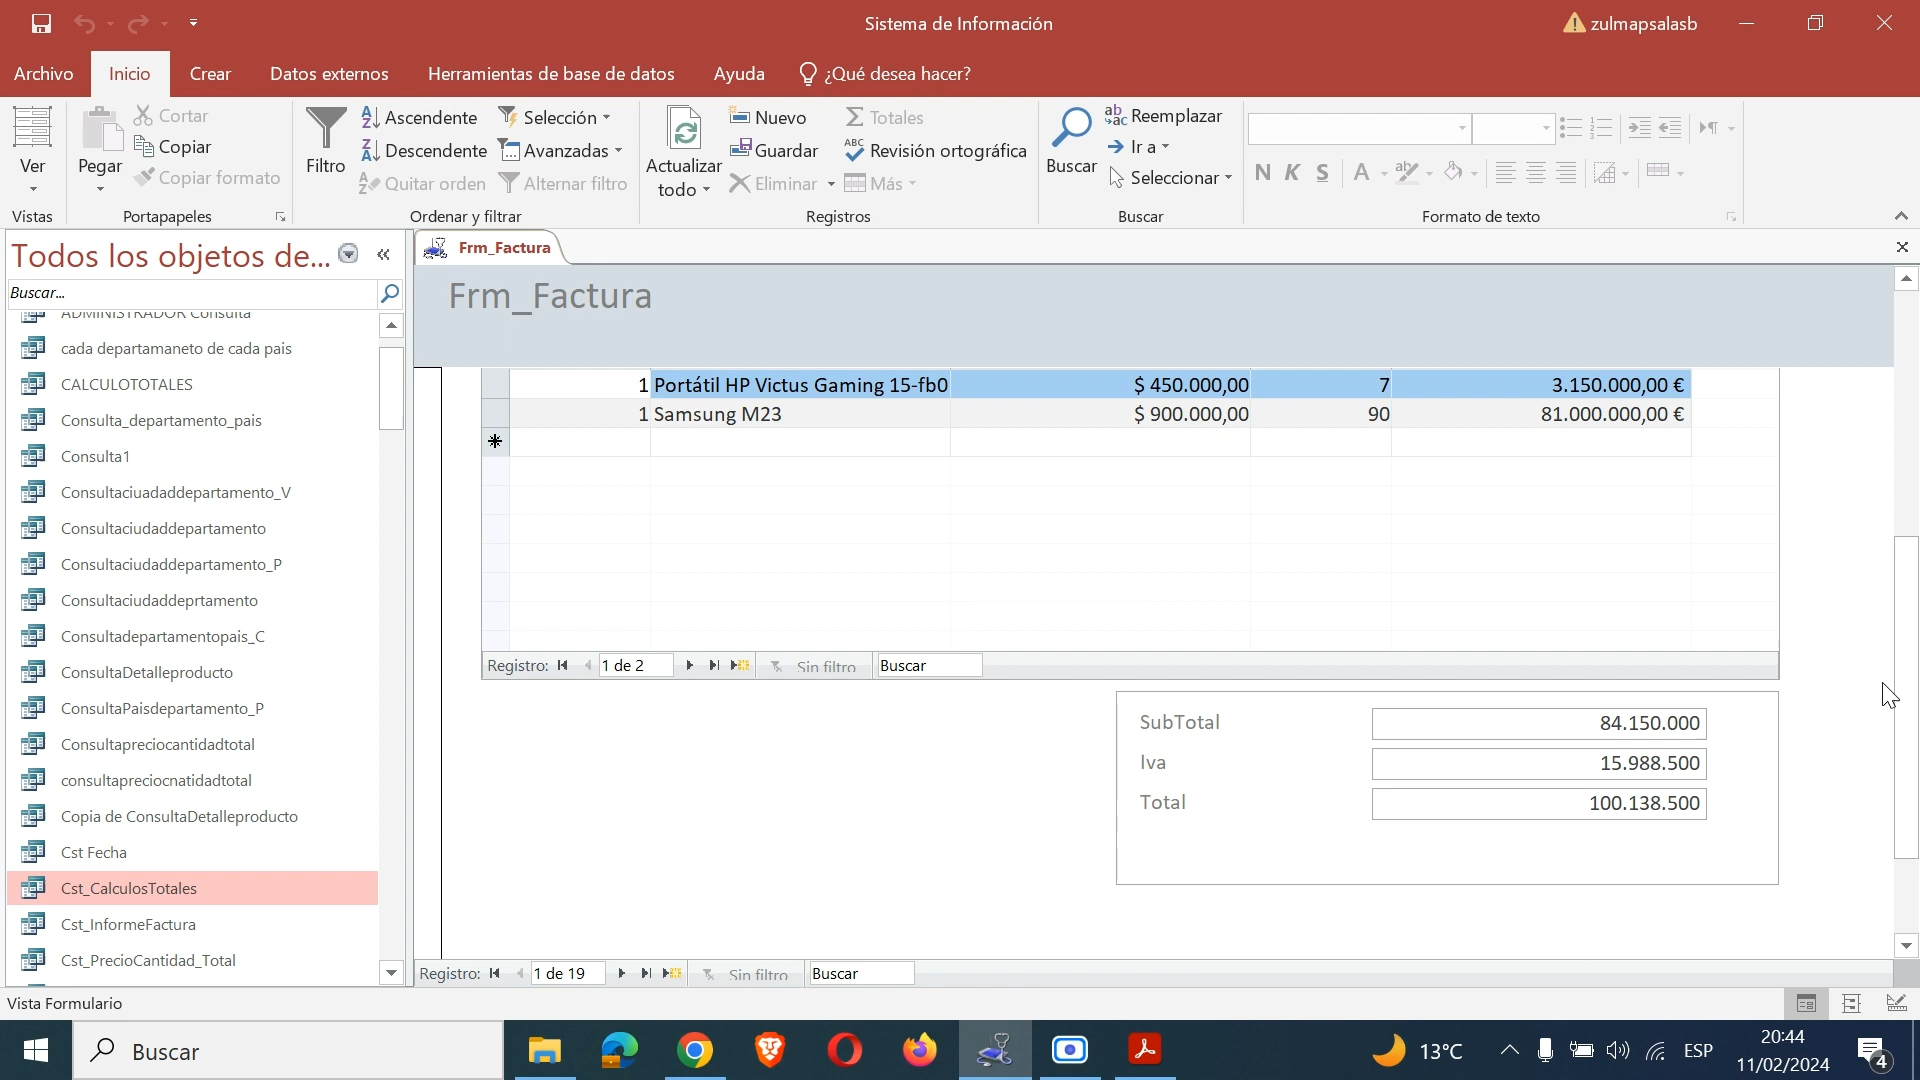 Sistema de Información
zulmapsalasb
Archivo Inicio Crear Datos externos Herramientas de base de datos Ayuda ¿Qué desea hacer?
Ver
Vistas
Pegar
Cortar
Copiar
Copiar formato
Portapapeles
Filtro
Ascendente
Descendente
Quitar orden
Selección
Avanzadas
Alternar filtro
Ordenar y filtrar
Actualizar
todo
Nuevo
Guardar
Eliminar
Totales
Revisión ortográfica
Más
Registros
Buscar
Reemplazar
Ir a
Seleccionar
Buscar
N K S A
Formato de texto
Todos los objetos de...
Buscar...
ADMINISTRADOR Consulta
cada departamaneto de cada pais
CALCULOTOTALES
Consulta_departamento_pais
Consulta1
Consultaciuadaddepartamento_V
Consultaciudaddepartamento
Consultaciudaddepartamento_P
Consultaciudaddeprtamento
Consultadepartamentopais_C
ConsultaDetalleproducto
ConsultaPaisdepartamento_P
Consultapreciocantidadtotal
consultapreciocnatidadtotal
Copia de ConsultaDetalleproducto
Cst Fecha
Cst_CalculosTotales
Cst_InformeFactura
Cst_PrecioCantidad_Total
Frm_Factura
Frm_Factura
1 Portátil HP Victus Gaming 15-fb0 $ 450.000,00 7 3.150.000,00 €
1 Samsung M23 $ 900.000,00 90 81.000.000,00 €
Registro: 1 de 2 Sin filtro Buscar
SubTotal 84.150.000
Iva 15.988.500
Total 100.138.500
Registro: 1 de 19 Sin filtro Buscar
Vista Formulario
Buscar
13°C
ESP
20:44
11/02/2024
4